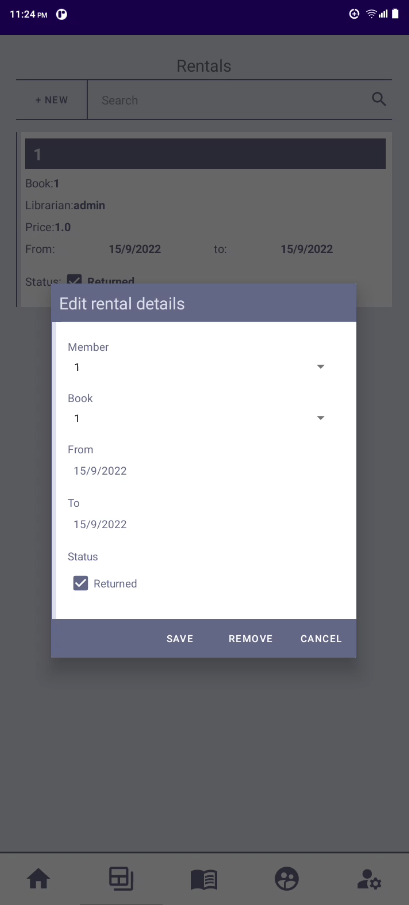 11:24 PM
Rentals
+ NEW
Search
1
Book:1
Librarian:admin
Price:1.0
From: 15/9/2022 to: 15/9/2022
Status: Returned
Edit rental details
Member
1
Book
1
From
15/9/2022
To
15/9/2022
Status
Returned
SAVE REMOVE CANCEL